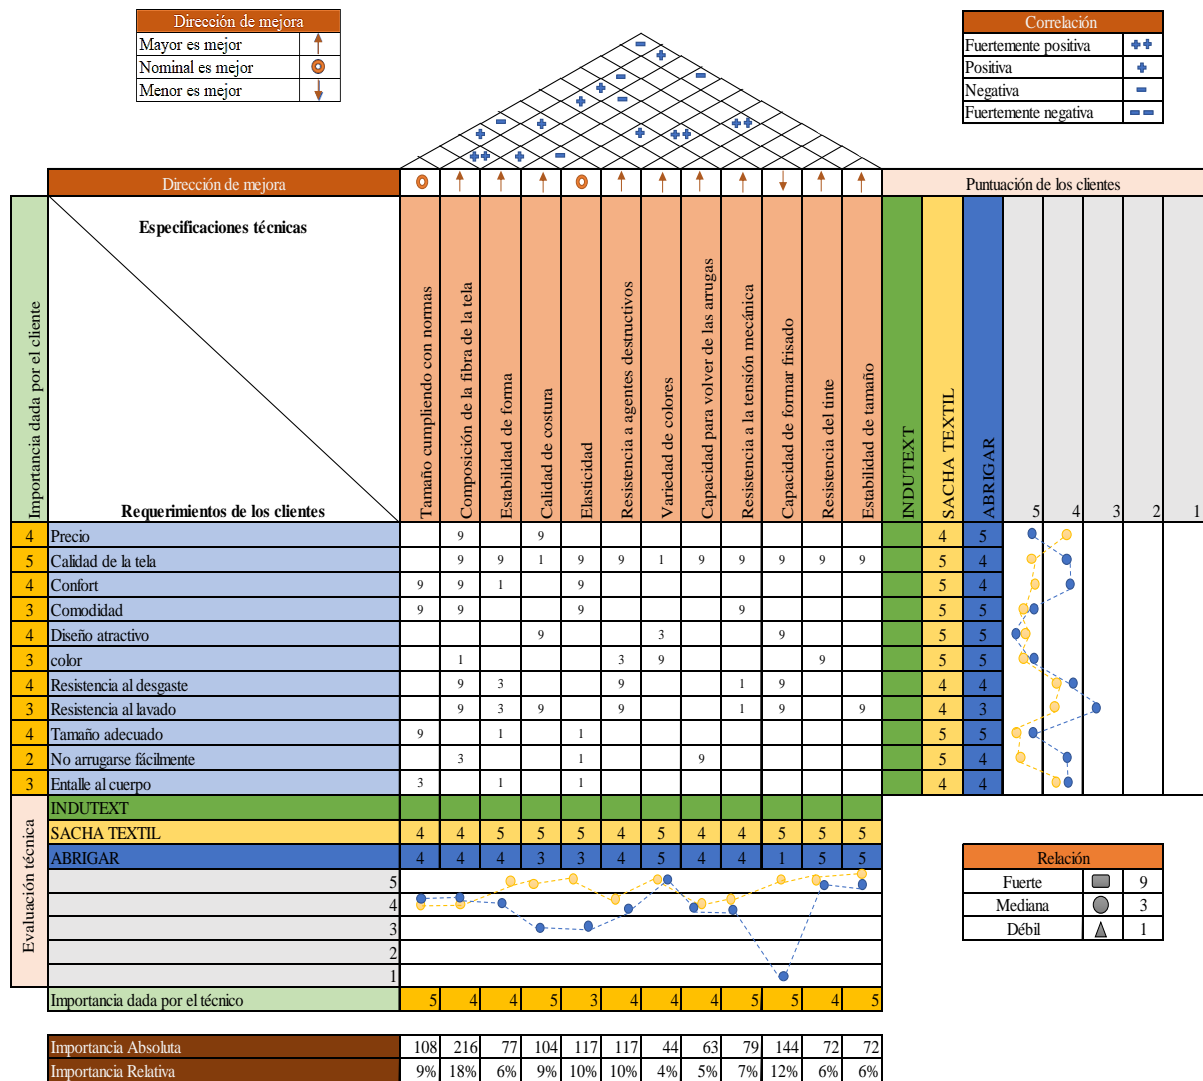 Dirección de mejora
Mayor es mejor
Nominal es mejor
Menor es mejor
Correlación
Fuertemente positiva
Positiva
Negativa
Fuertemente negativa
Dirección de mejora
Puntuación de los clientes
Importancia dada por el cliente
Especificaciones técnicas
Requerimientos de los clientes
Tamaño cumpliendo con normas
Composición de la fibra de la tela
Estabilidad de forma
Calidad de costura
Elasticidad
Resistencia a agentes destructivos
Variedad de colores
Capacidad para volver de las arrugas
Resistencia a la tensión mecánica
Capacidad de formar frisado
Resistencia del tinte
Estabilidad de tamaño
INDUTEXT
SACHA TEXTIL
ABRIGAR
5 4 3 2 1
4 Precio 9 9 4 5
5 Calidad de la tela 9 9 1 9 9 1 9 9 9 9 9 5 4
4 Confort 9 9 1 9 5 4
3 Comodidad 9 9 9 9 5 5
4 Diseño atractivo 9 3 9 5 5
3 color 1 3 9 9 5 5
4 Resistencia al desgaste 9 3 9 1 9 4 4
3 Resistencia al lavado 9 3 9 9 1 9 9 4 3
4 Tamaño adecuado 9 1 1 5 5
2 No arrugarse fácilmente 3 1 9 5 4
3 Entalle al cuerpo 3 1 1 4 4
Evaluación técnica
INDUTEXT
SACHA TEXTIL 4 4 5 5 5 4 5 4 4 5 5 5
ABRIGAR 4 4 4 3 3 4 5 4 4 1 5 5
5
4
3
2
1
Importancia dada por el técnico 5 4 4 5 3 4 4 4 5 5 4 5
Relación
Fuerte 9
Mediana 3
Débil 1
Importancia Absoluta 108 216 77 104 117 117 44 63 79 144 72 72
Importancia Relativa 9% 18% 6% 9% 10% 10% 4% 5% 7% 12% 6% 6%